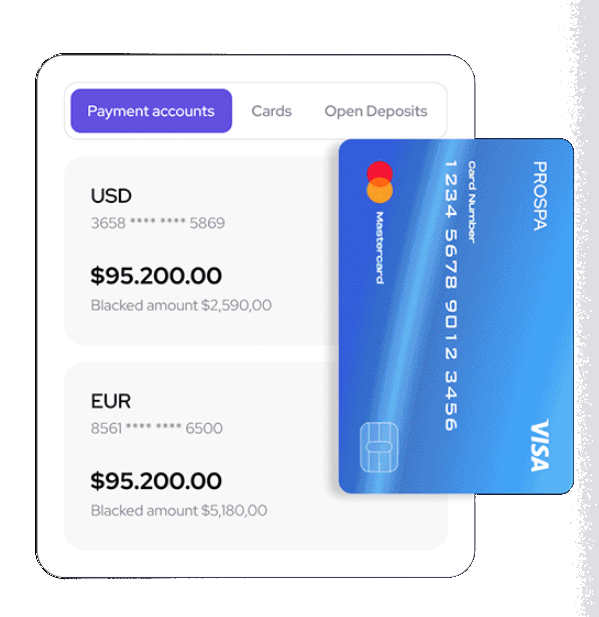 Payment accounts
Cards
Open Deposits
USD
3658 **** **** 5869
$95.200.00
Blacked amount $2,590,00
EUR
8561 **** **** 6500
$95.200.00
Blacked amount $5,180,00
PROSPA
Card Number
1234 5678 9012 3456
Mastercard
VISA